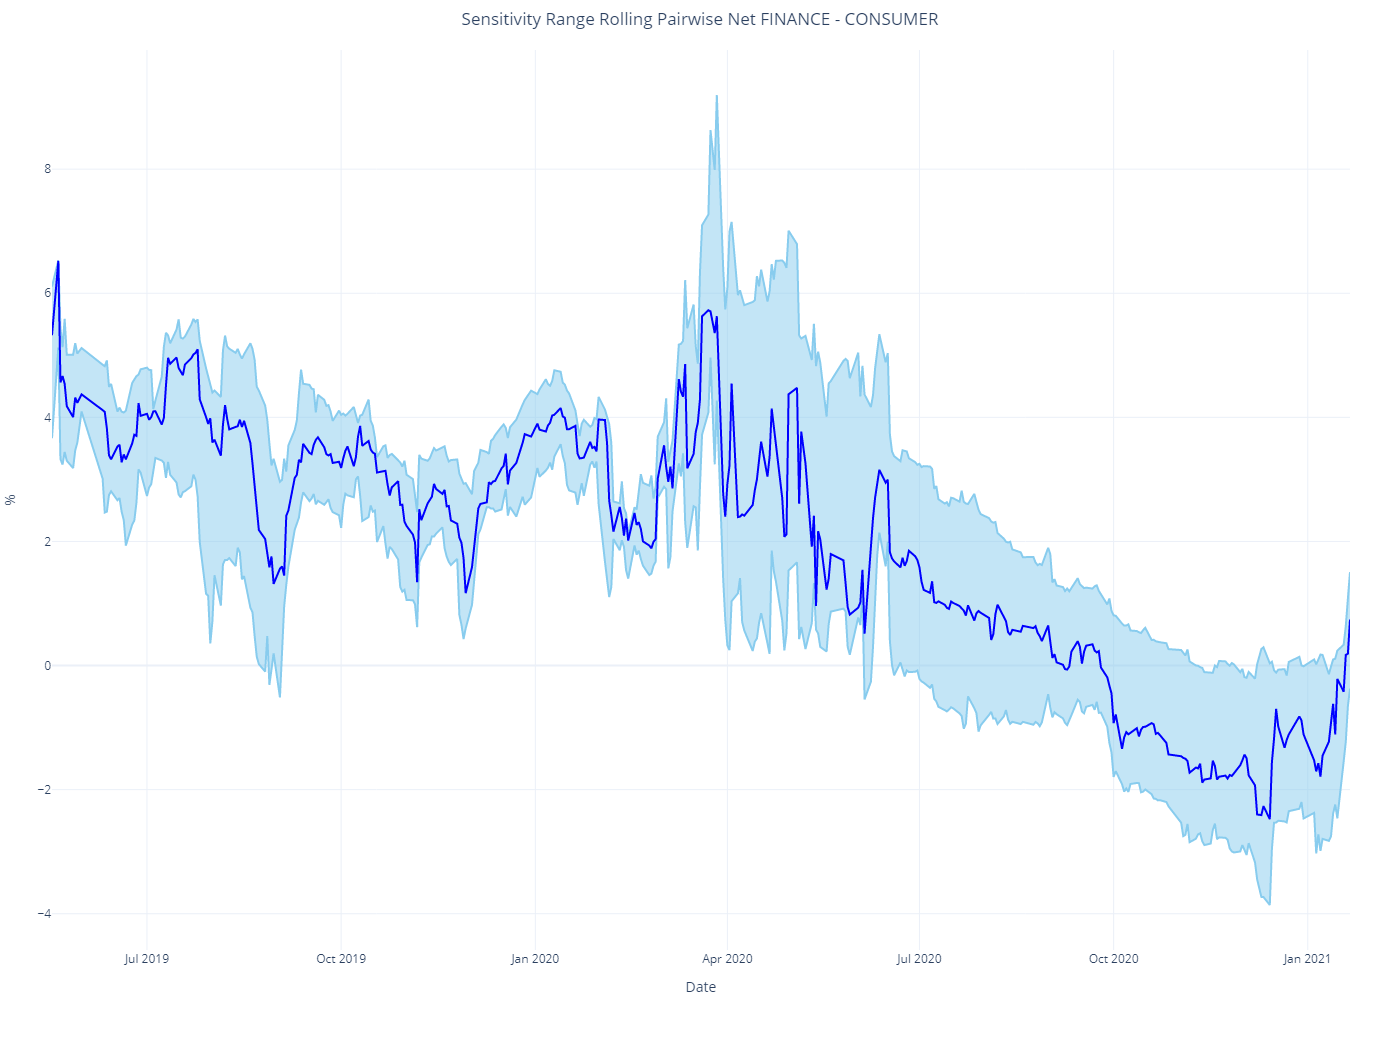 Sensitivity Range Rolling Pairwise Net FINANCE - CONSUMER
8
6
4
2
0
−2
−4
%
Jul 2019
Oct 2019
Jan 2020
Apr 2020
Jul 2020
Oct 2020
Jan 2021
Date